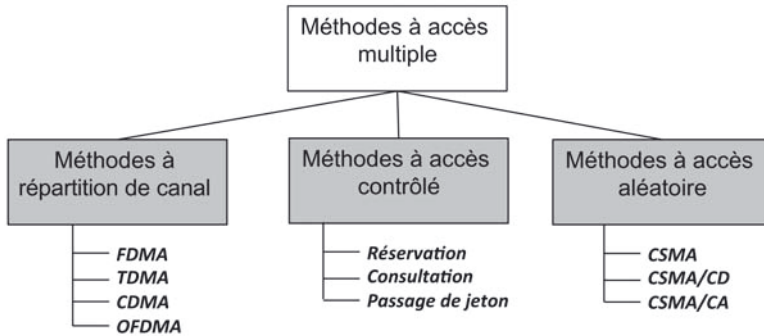 Méthodes à accès
multiple
Méthodes à
répartition de canal
FDMA
TDMA
CDMA
OFDMA
Méthodes à accès
contrôlé
Réservation
Consultation
Passage de jeton
Méthodes à accès
aléatoire
CSMA
CSMA/CD
CSMA/CA